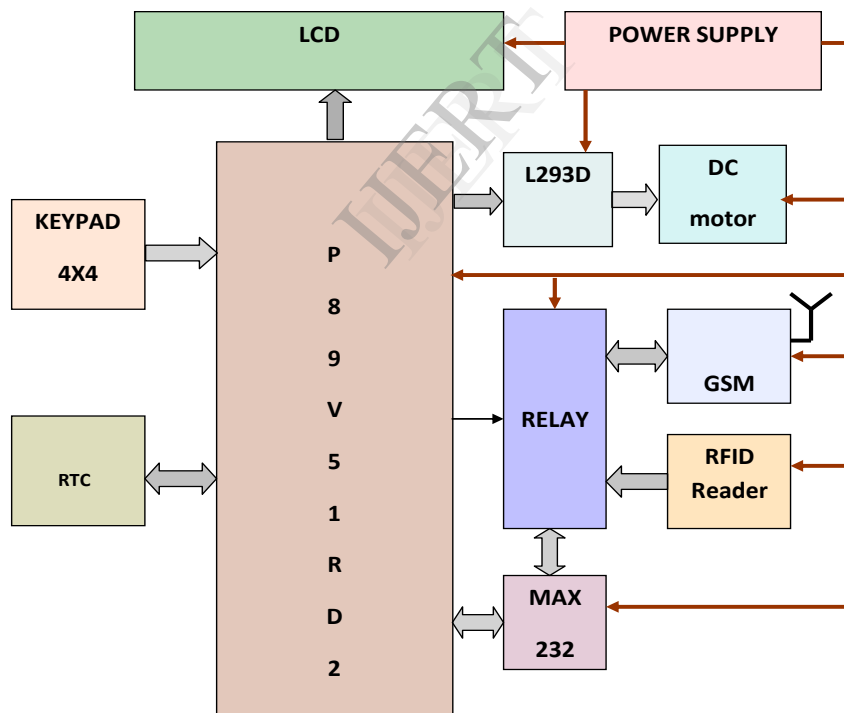 LCD
POWER SUPPLY
IJERT
L293D
DC
motor
KEYPAD
4X4
P
8
9
V
5
1
R
D
2
RELAY
GSM
RTC
RFID
Reader
MAX
232